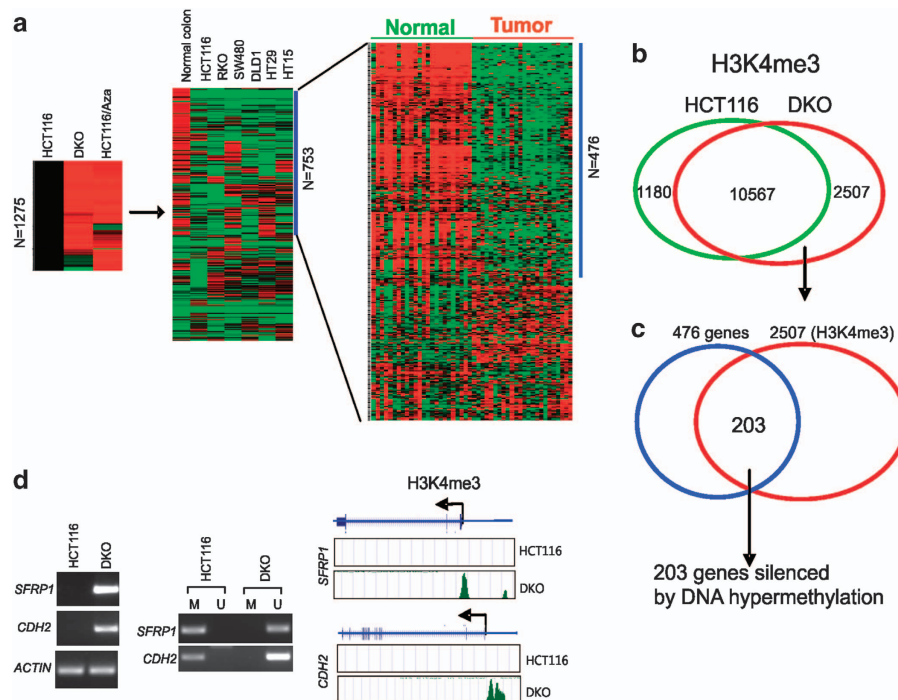 a
HCT116
DKO
HCT116/Aza
N=1275
Normal colon
HCT116
RKO
SW480
DLD1
HT29
HT15
N=753
Normal Tumor
N=476
b
H3K4me3
HCT116 DKO
1180 10567 2507
c
476 genes 2507 (H3K4me3)
203
203 genes silenced
by DNA hypermethylation
d
HCT116
DKO
SFRP1
CDH2
ACTIN
HCT116 DKO
M U M U
SFRP1
CDH2
H3K4me3
SFRP1
HCT116
DKO
CDH2
HCT116
DKO